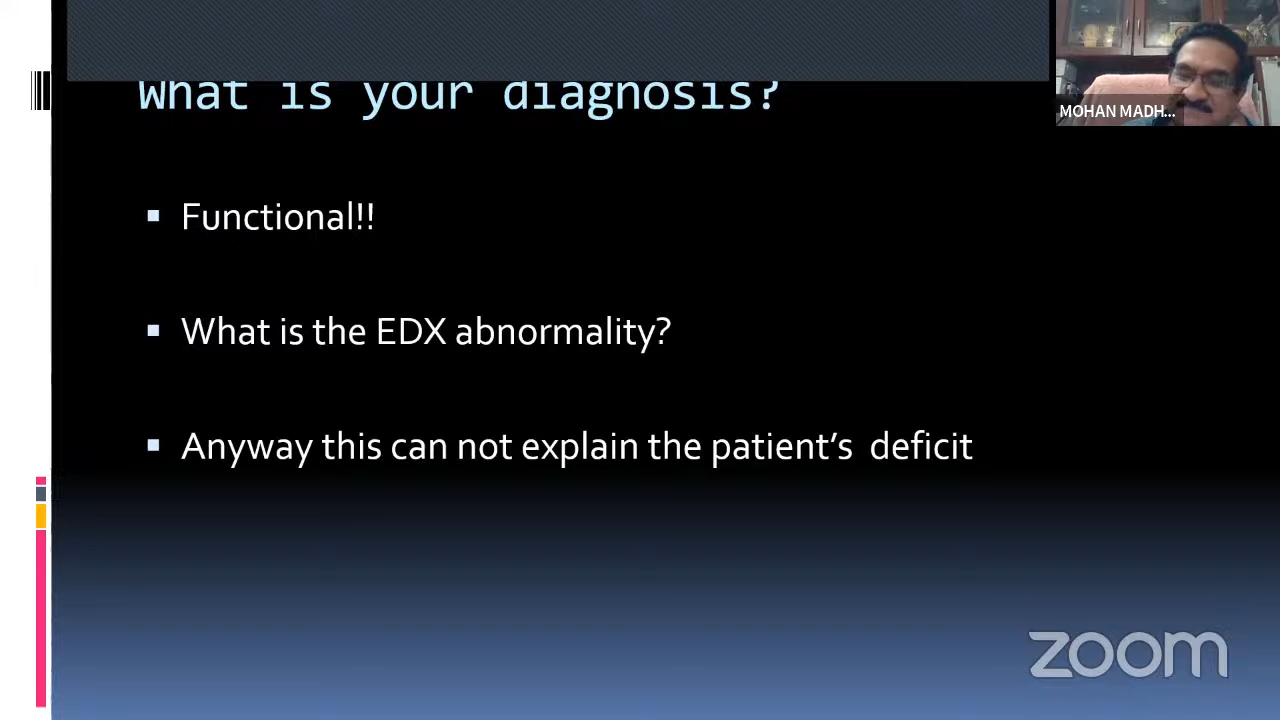 What is your diagnosis?
MOHAN MADH...
Functional!!
What is the EDX abnormality?
Anyway this can not explain the patient’s deficit
zoom